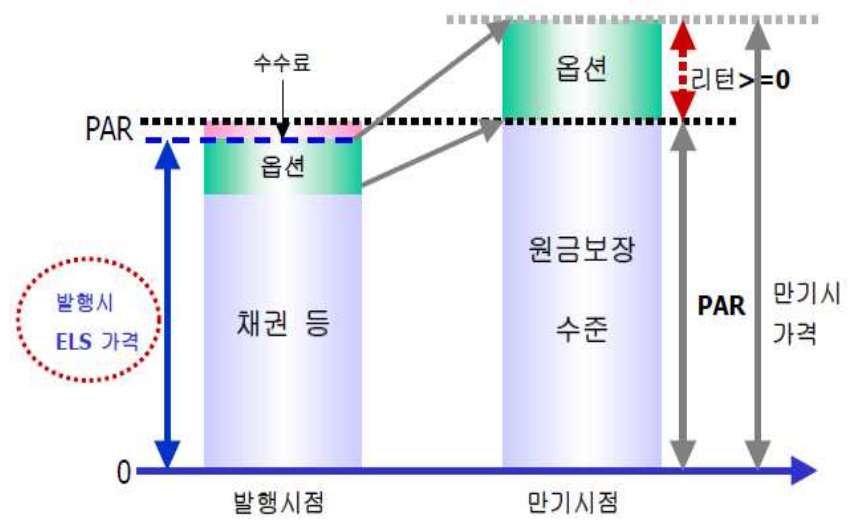 수수료
옵션
리턴>=0
PAR
옵션
원금보장
수준
발행시
ELS 가격
채권 등
PAR
만기시
가격
0
발행시점
만기시점